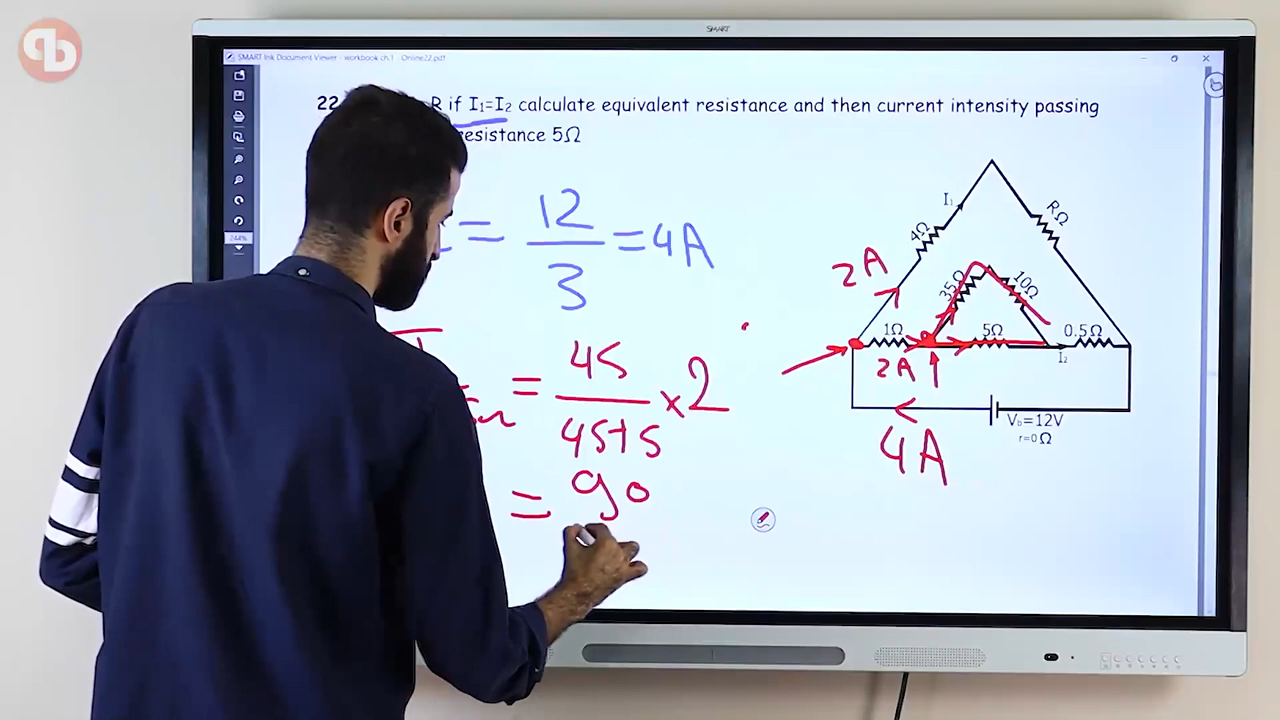 SMART
SMART Ink Document Viewer - workbook ch.1 - Online22.pdf
22 R if I₁=I₂ calculate equivalent resistance and then current intensity passing
resistance 5Ω
= 12/3 = 4A
= 45/45+5 × 2
= 90
I₁
4Ω
RΩ
2A
35Ω
10Ω
1Ω
5Ω
0.5Ω
2A
I₂
4A
V_b=12V
r=0Ω
244%